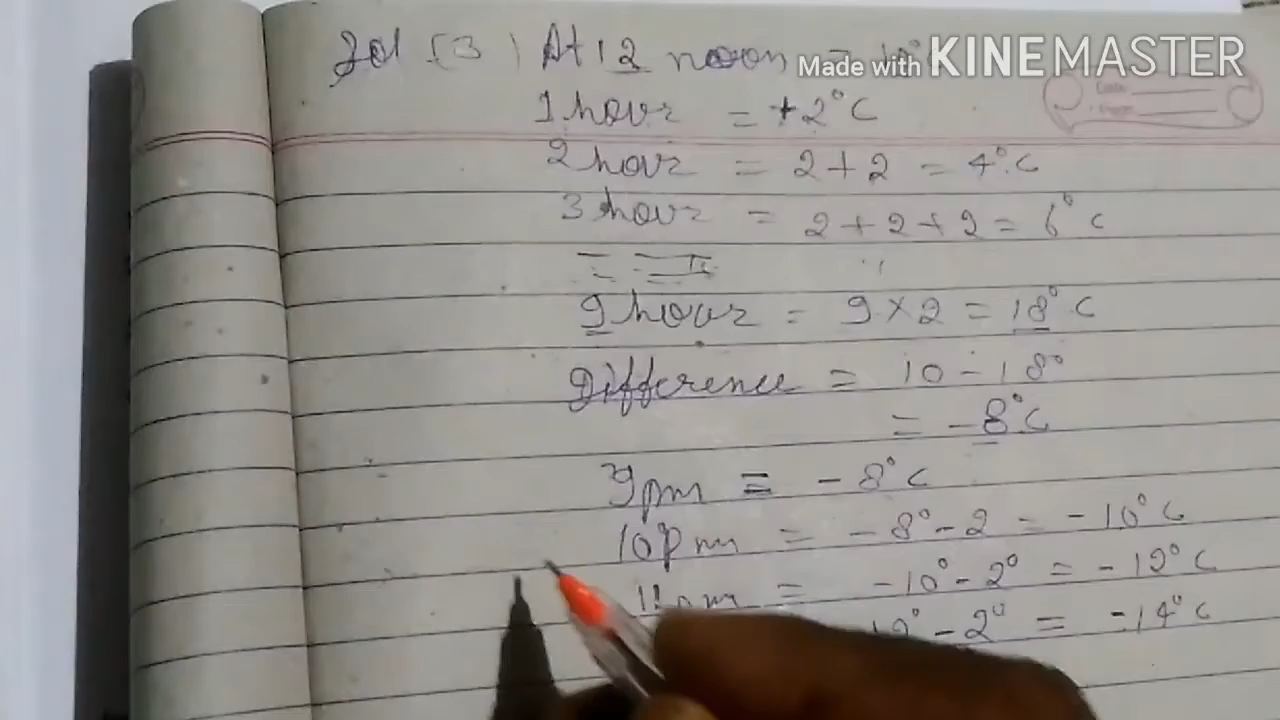 Sol (3) At 12 noon =
Made with KINEMASTER
1 hour = +2°C
2 hour = 2+2 = 4°C
3 hour = 2+2+2 = 6°C
9 hour = 9×2 = 18°C
Difference = 10-18°
= -8°C
9pm = -8°C
10pm = -8°-2 = -10°C
11pm = -10°-2° = -12°C
12°-2° = -14°C